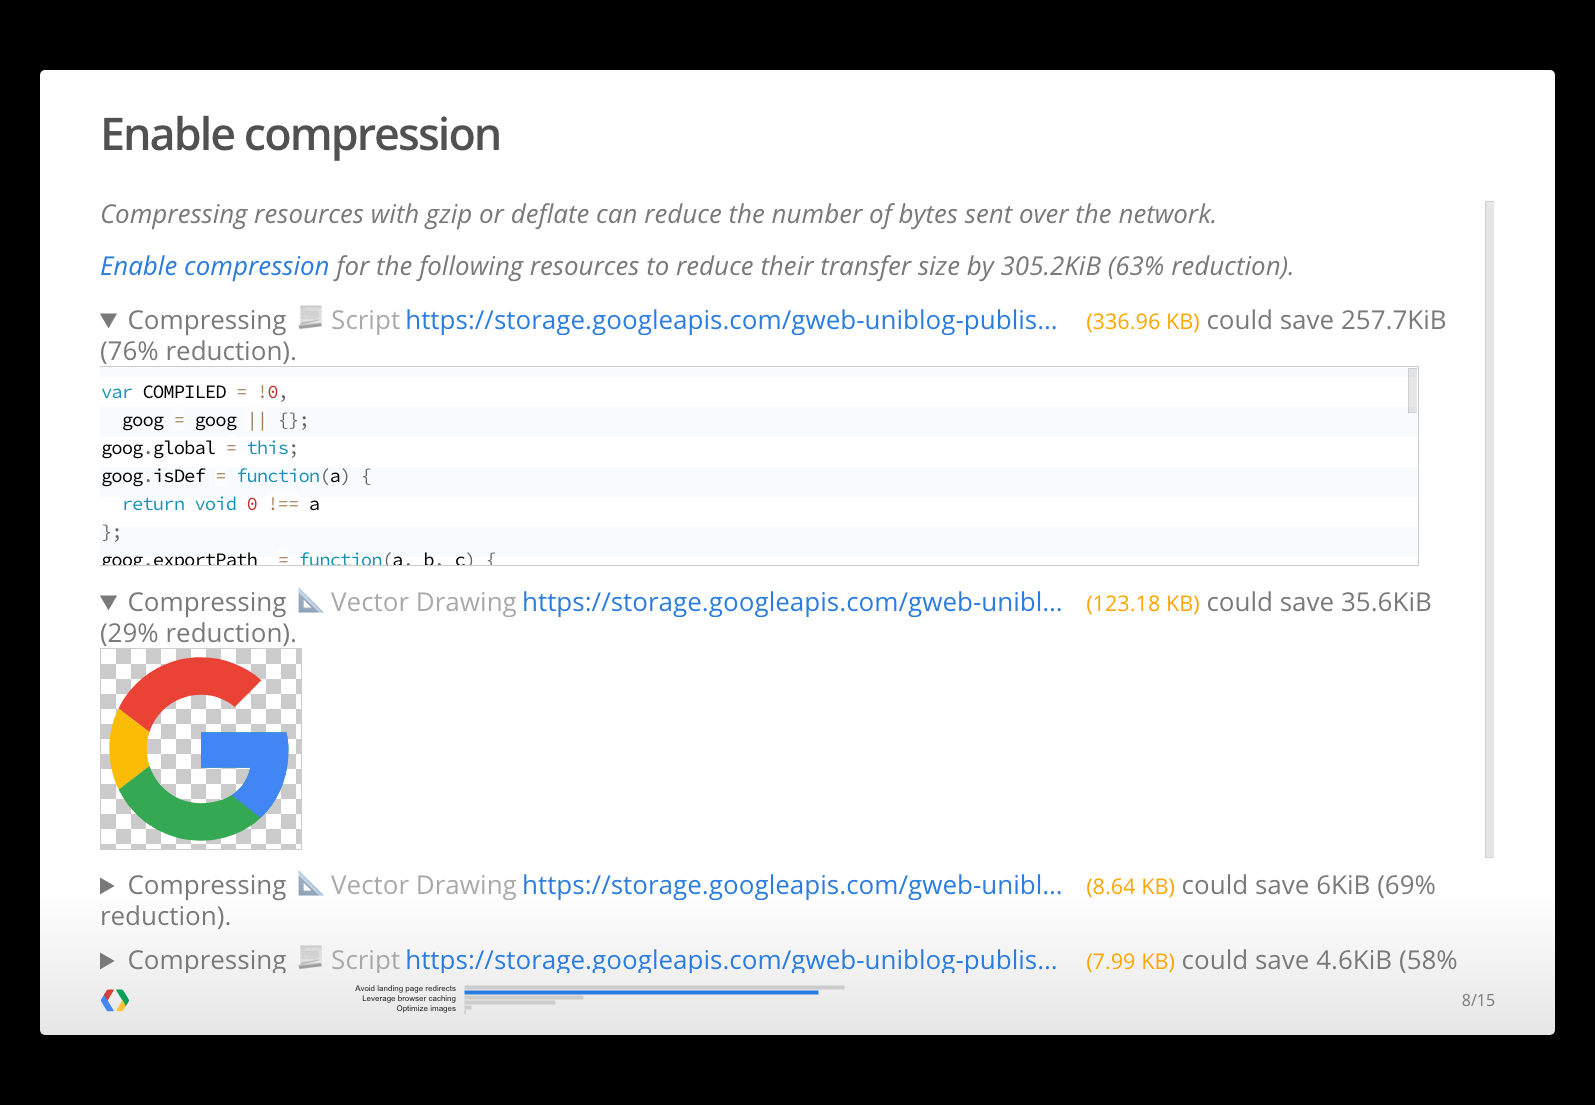 Enable compression
Compressing resources with gzip or deflate can reduce the number of bytes sent over the network.
Enable compression for the following resources to reduce their transfer size by 305.2KiB (63% reduction).
▼ Compressing Script https://storage.googleapis.com/gweb-uniblog-publis... (336.96 KB) could save 257.7KiB
(76% reduction).
var COMPILED = !0,
  goog = goog || {};
goog.global = this;
goog.isDef = function(a) {
  return void 0 !== a
};
goog.exportPath_ = function(a, b, c) {
▼ Compressing Vector Drawing https://storage.googleapis.com/gweb-unibl... (123.18 KB) could save 35.6KiB
(29% reduction).
▶ Compressing Vector Drawing https://storage.googleapis.com/gweb-unibl... (8.64 KB) could save 6KiB (69%
reduction).
▶ Compressing Script https://storage.googleapis.com/gweb-uniblog-publis... (7.99 KB) could save 4.6KiB (58%
Avoid landing page redirects
Leverage browser caching
Optimize images
8/15